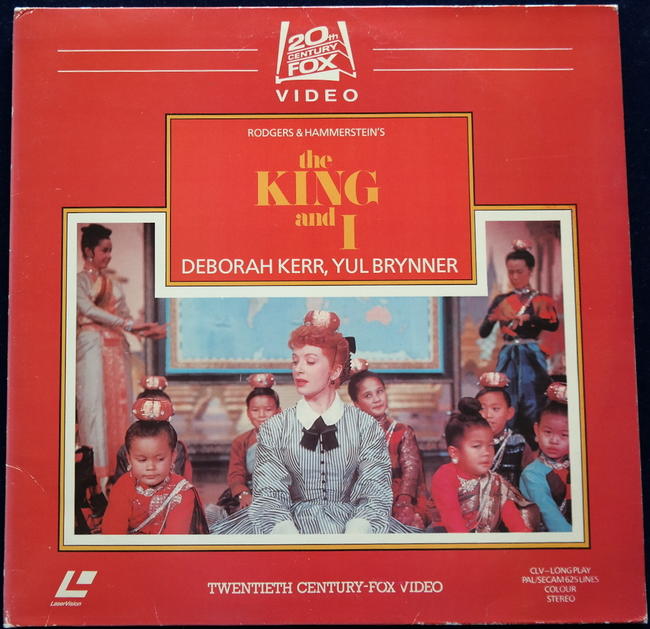 20th
CENTURY
FOX
VIDEO
RODGERS & HAMMERSTEIN'S
the
KING
and I
DEBORAH KERR, YUL BRYNNER
LaserVision
TWENTIETH CENTURY-FOX VIDEO
CLV-LONG PLAY
PAL/SECAM 625 LINES
COLOUR
STEREO